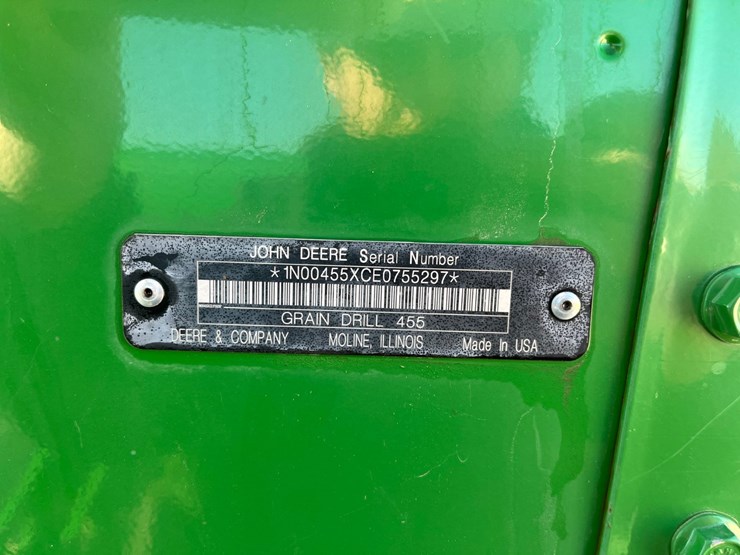 JOHN DEERE Serial Number
*1N00455XCE0755297*
GRAIN DRILL 455
DEERE & COMPANY MOLINE, ILLINOIS Made In USA